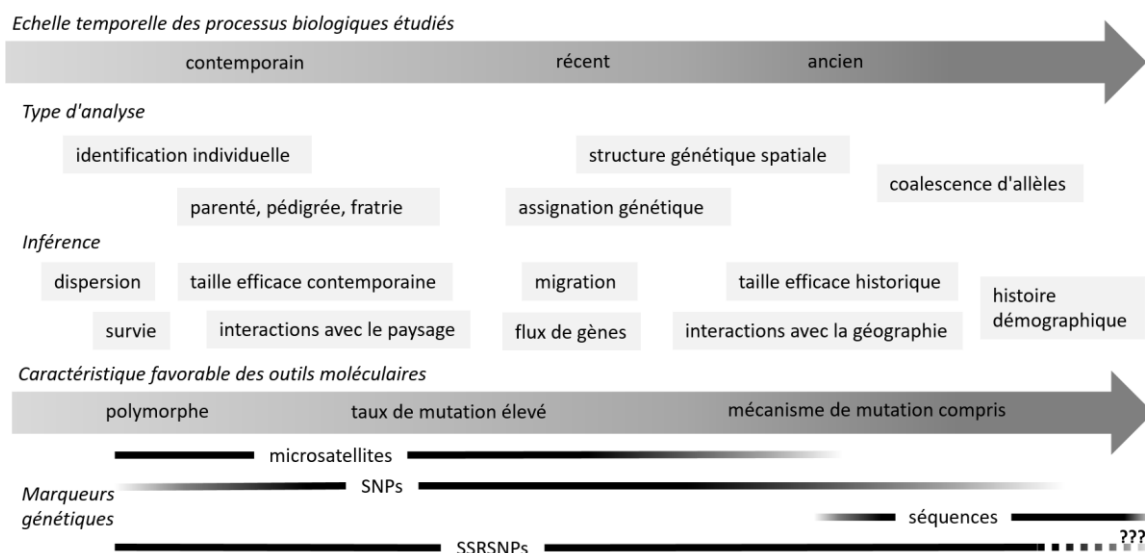 Echelle temporelle des processus biologiques étudiés
contemporain récent ancien
Type d'analyse
identification individuelle structure génétique spatiale
coalescence d'allèles
parenté, pédigrée, fratrie assignation génétique
Inférence
dispersion taille efficace contemporaine migration taille efficace historique
histoire
démographique
survie interactions avec le paysage flux de gènes interactions avec la géographie
Caractéristique favorable des outils moléculaires
polymorphe taux de mutation élevé mécanisme de mutation compris
microsatellites
SNPs
Marqueurs
génétiques
séquences
???
SSRSNPs